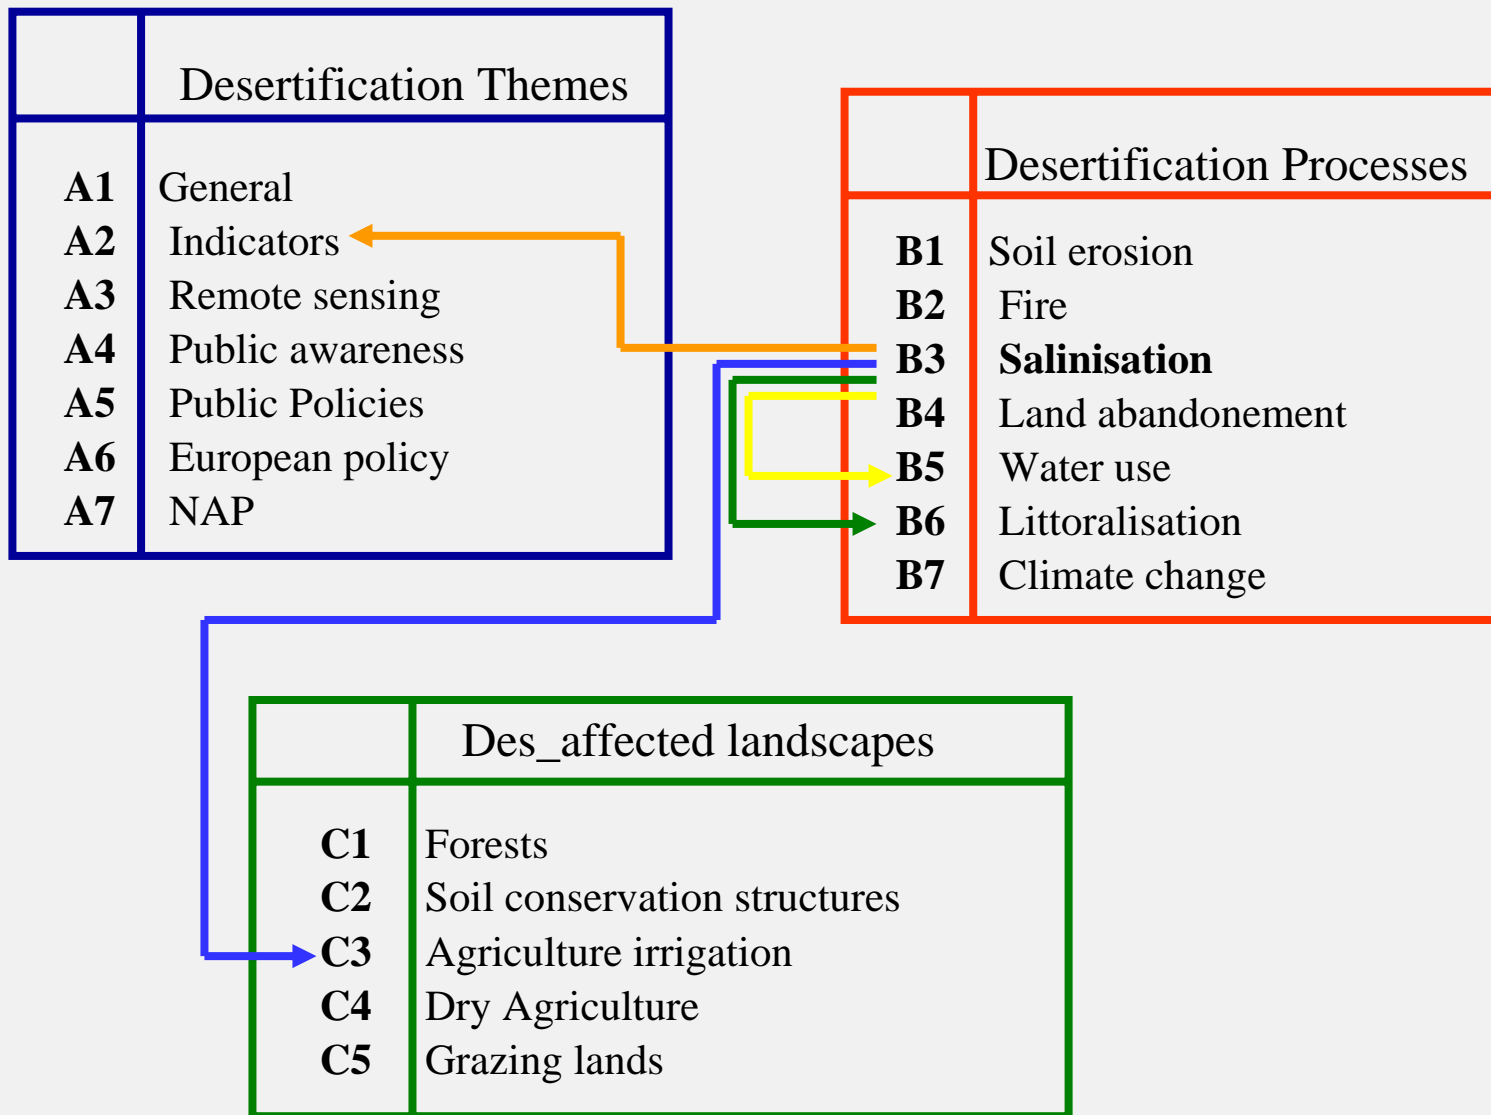 Desertification Themes
A1 General
A2 Indicators
A3 Remote sensing
A4 Public awareness
A5 Public Policies
A6 European policy
A7 NAP
Desertification Processes
B1 Soil erosion
B2 Fire
B3 Salinisation
B4 Land abandonement
B5 Water use
B6 Littoralisation
B7 Climate change
Des_affected landscapes
C1 Forests
C2 Soil conservation structures
C3 Agriculture irrigation
C4 Dry Agriculture
C5 Grazing lands